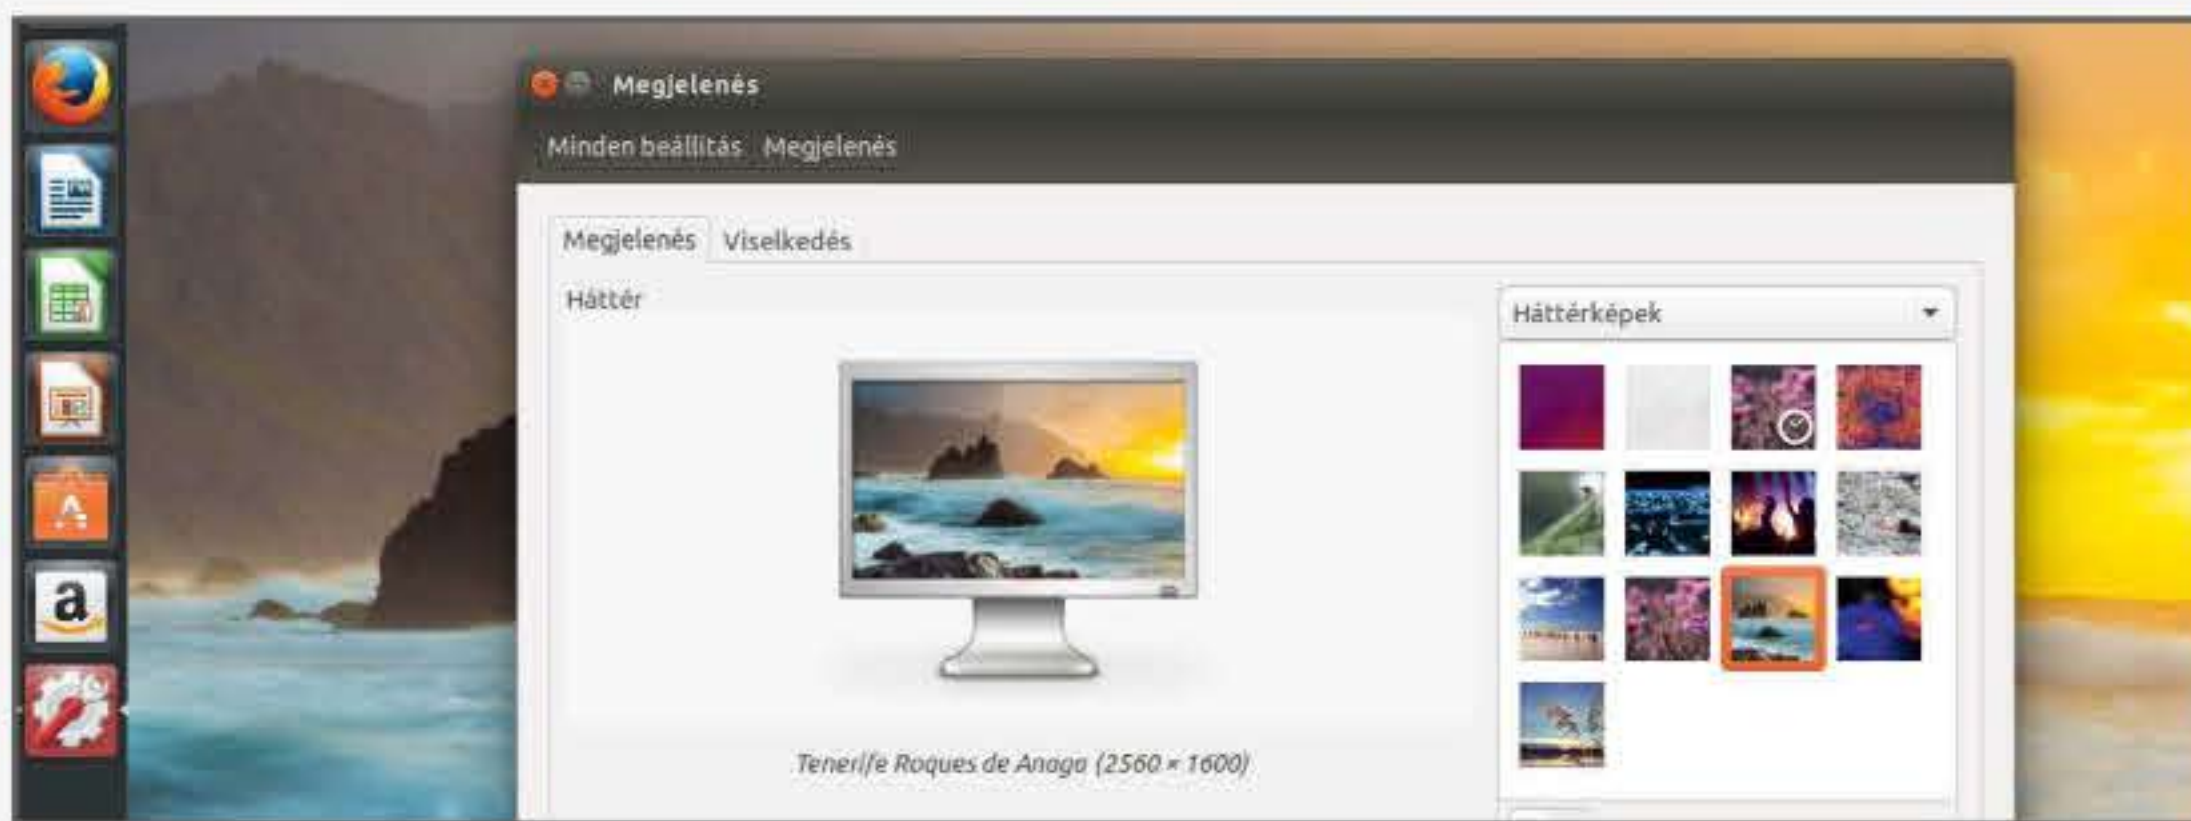 Megjelenés
Minden beállítás Megjelenés
Megjelenés Viselkedés
Háttér
Háttérképek
Tenerife Roques de Anaga (2560 × 1600)
a